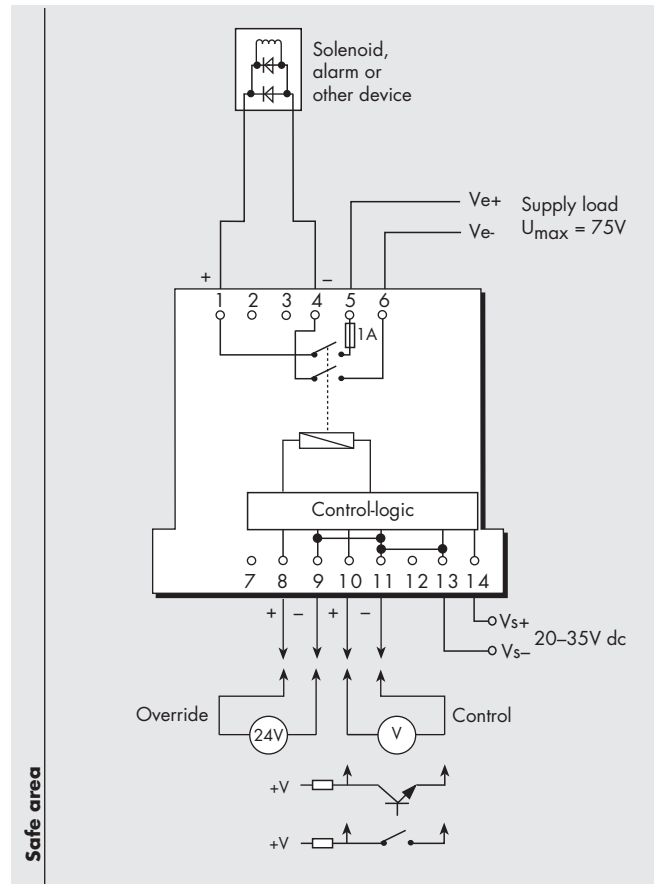 Solenoid,
alarm or
other device
Ve+
Supply load
Ve-
Umax = 75V
+ –
1 2 3 4 5 6
1A
Control-logic
7 8 9 10 11 12 13 14
+ – + –
Vs+
20–35V dc
Vs–
Override
24V
V
Control
+V
+V
Safe area